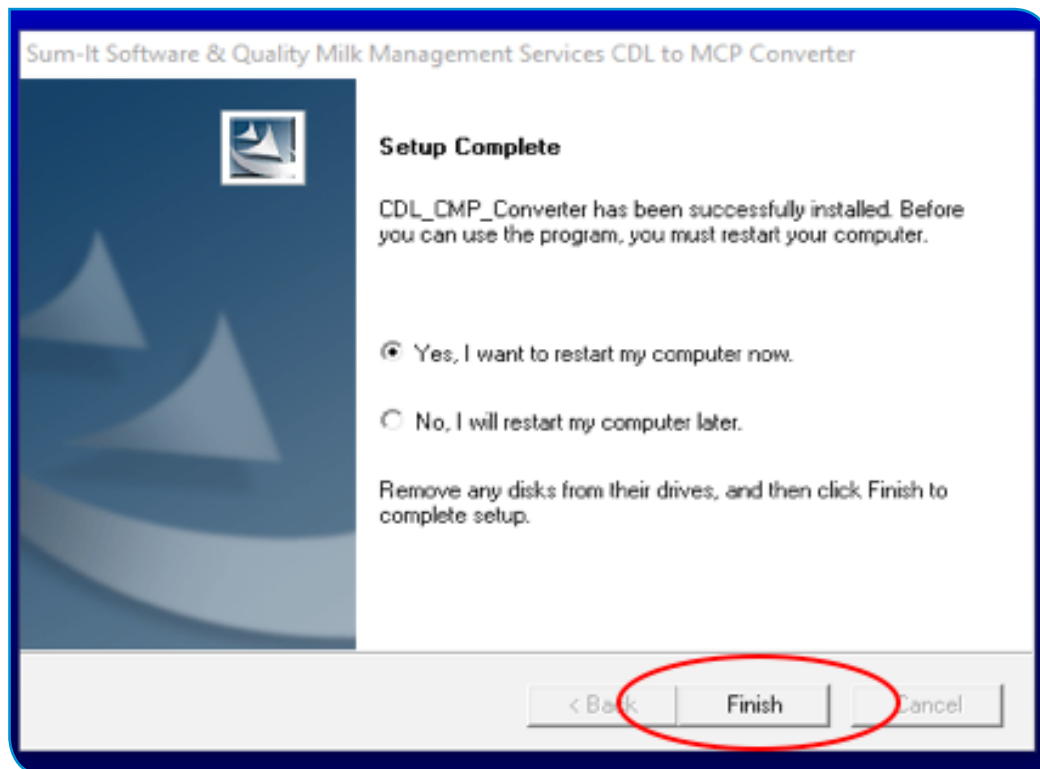 Sum-It Software & Quality Milk Management Services CDL to MCP Converter
Setup Complete
CDL_CMP_Converter has been successfully installed. Before
you can use the program, you must restart your computer.
Yes, I want to restart my computer now.
No, I will restart my computer later.
Remove any disks from their drives, and then click Finish to
complete setup.
< Back Finish Cancel